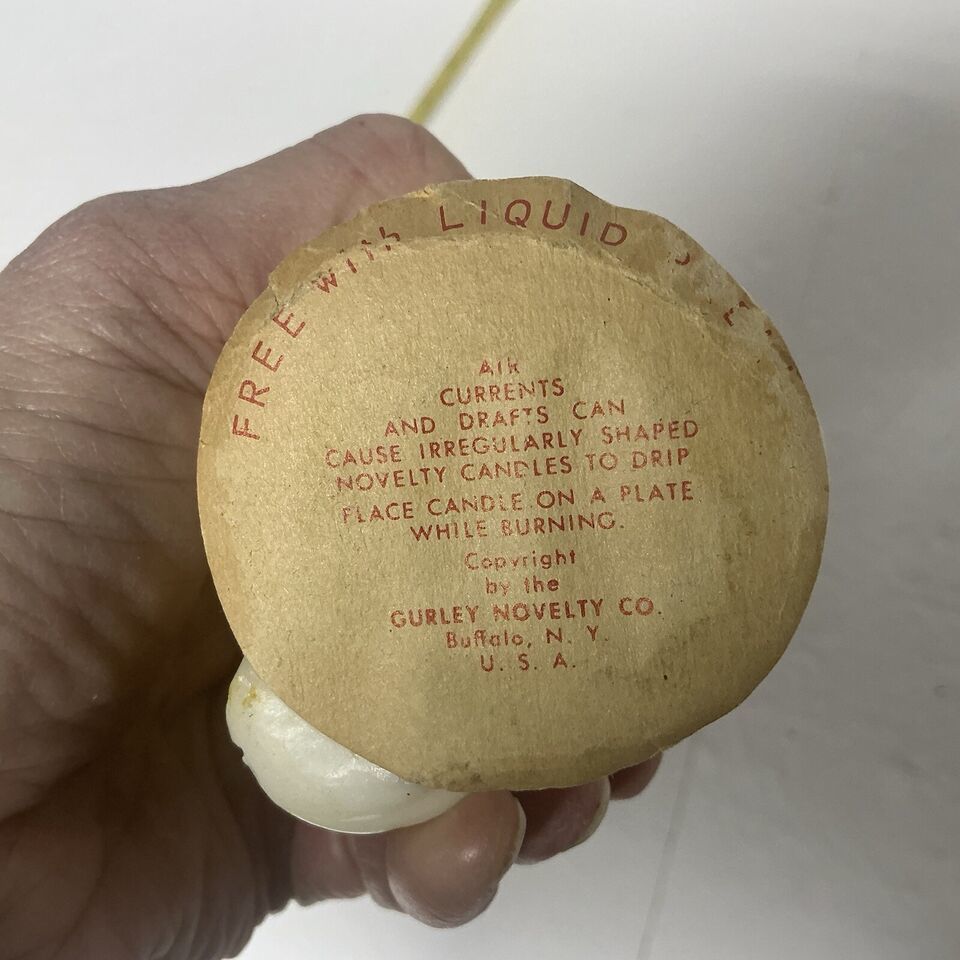 FREE with LIQUID
AIR
CURRENTS
AND DRAFTS CAN
CAUSE IRREGULARLY SHAPED
NOVELTY CANDLES TO DRIP
PLACE CANDLE ON A PLATE
WHILE BURNING.
Copyright
by the
GURLEY NOVELTY CO.
Buffalo, N. Y.
U. S. A.